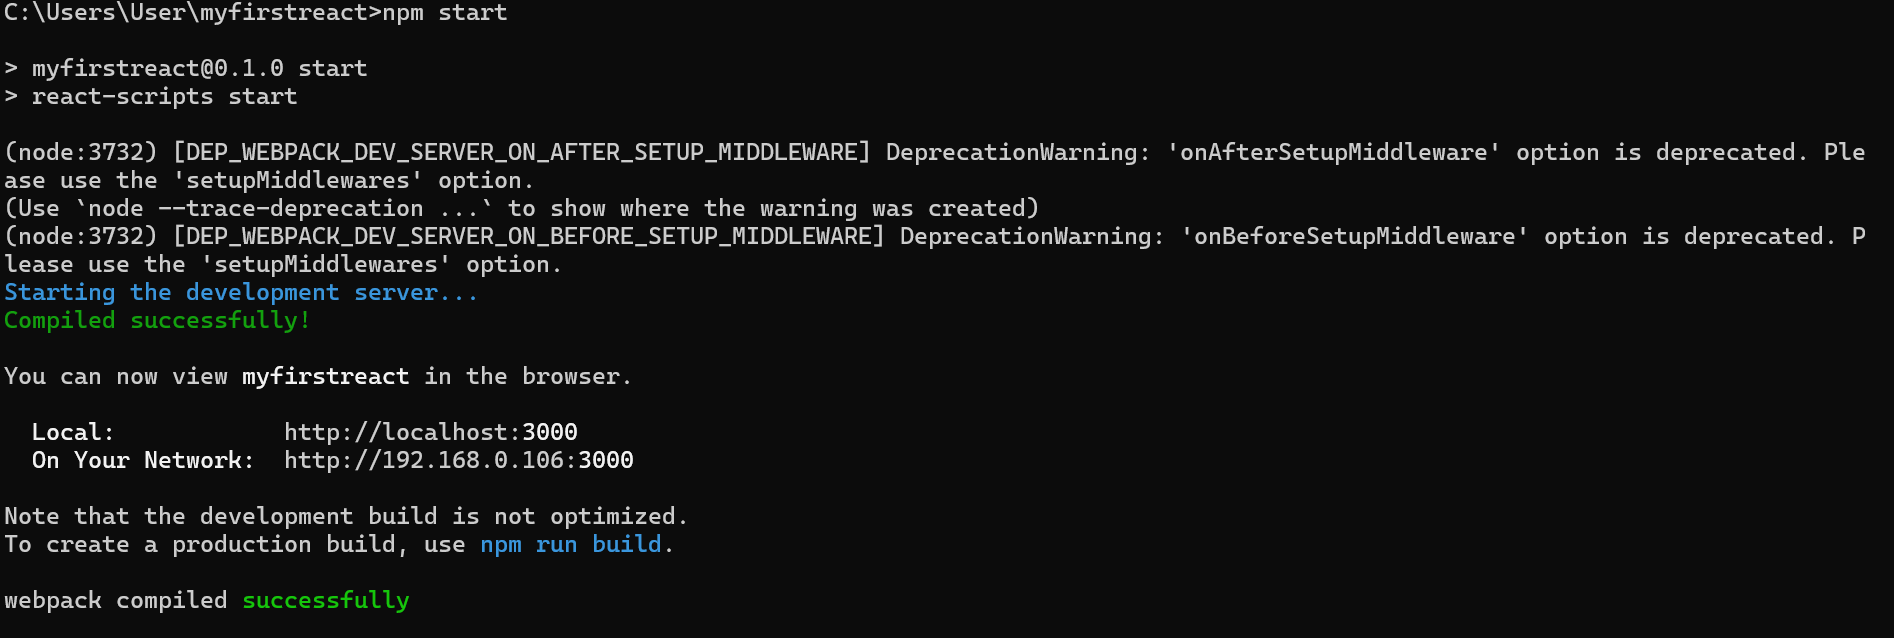 C:\Users\User\myfirstreact>npm start
> myfirstreact@0.1.0 start
> react-scripts start
(node:3732) [DEP_WEBPACK_DEV_SERVER_ON_AFTER_SETUP_MIDDLEWARE] DeprecationWarning: 'onAfterSetupMiddleware' option is deprecated. Ple
ase use the 'setupMiddlewares' option.
(Use `node --trace-deprecation ...` to show where the warning was created)
(node:3732) [DEP_WEBPACK_DEV_SERVER_ON_BEFORE_SETUP_MIDDLEWARE] DeprecationWarning: 'onBeforeSetupMiddleware' option is deprecated. P
lease use the 'setupMiddlewares' option.
Starting the development server...
Compiled successfully!
You can now view myfirstreact in the browser.
Local: http://localhost:3000
On Your Network: http://192.168.0.106:3000
Note that the development build is not optimized.
To create a production build, use npm run build.
webpack compiled successfully